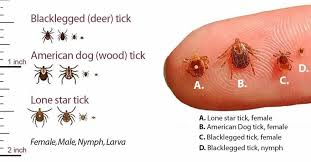 Blacklegged (deer) tick
American dog (wood) tick
1 inch
Lone star tick
Female, Male, Nymph, Larva
2 inch
A.
B.
C.
D.
A. Lone star tick, female
B. American Dog tick, female
C. Blacklegged tick, female
D. Blacklegged tick, nymph